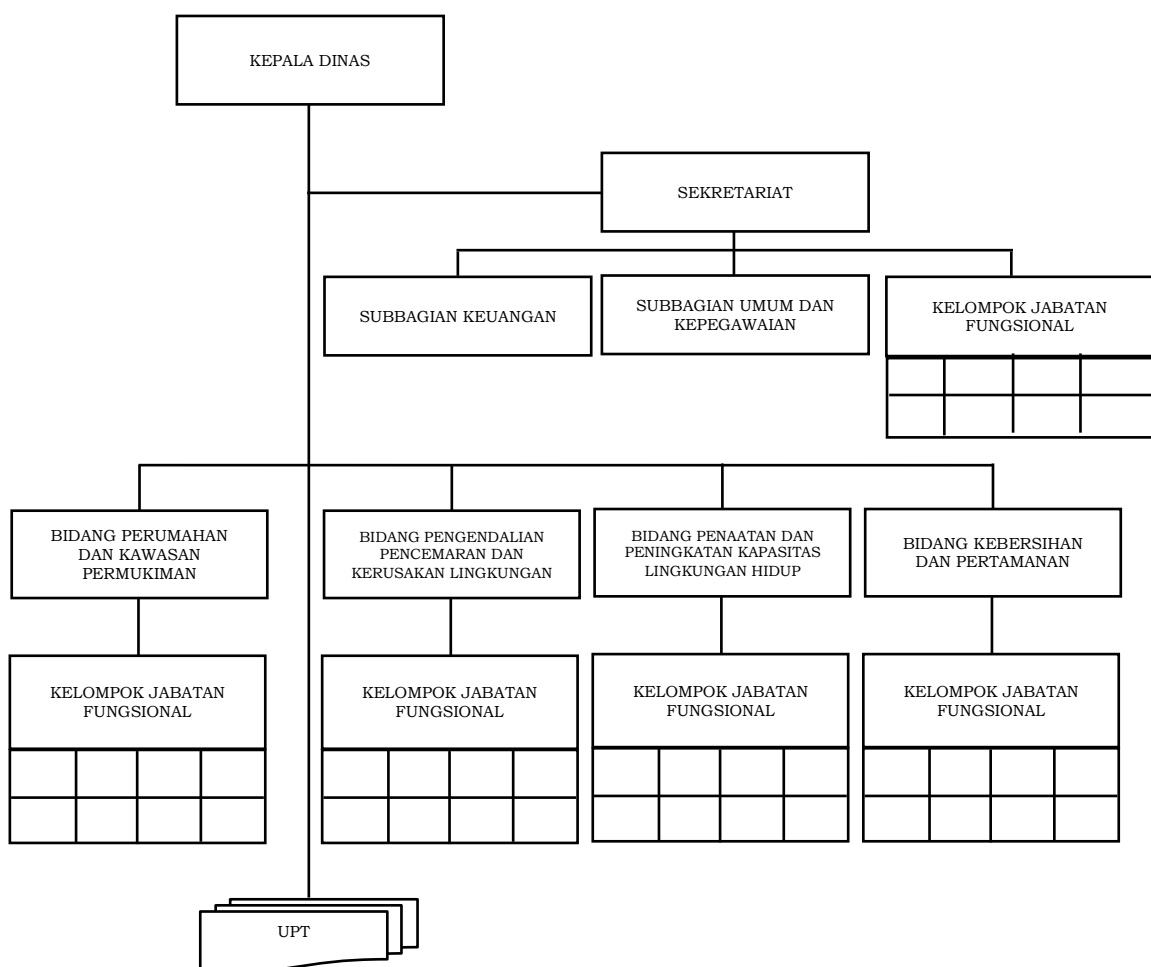 KEPALA DINAS
SEKRETARIAT
SUBBAGIAN KEUANGAN
SUBBAGIAN UMUM DAN
KEPEGAWAIAN
KELOMPOK JABATAN
FUNGSIONAL
BIDANG PERUMAHAN
DAN KAWASAN
PERMUKIMAN
BIDANG PENGENDALIAN
PENCEMARAN DAN
KERUSAKAN LINGKUNGAN
BIDANG PENAATAN DAN
PENINGKATAN KAPASITAS
LINGKUNGAN HIDUP
BIDANG KEBERSIHAN
DAN PERTAMANAN
KELOMPOK JABATAN
FUNGSIONAL
KELOMPOK JABATAN
FUNGSIONAL
KELOMPOK JABATAN
FUNGSIONAL
KELOMPOK JABATAN
FUNGSIONAL
UPT